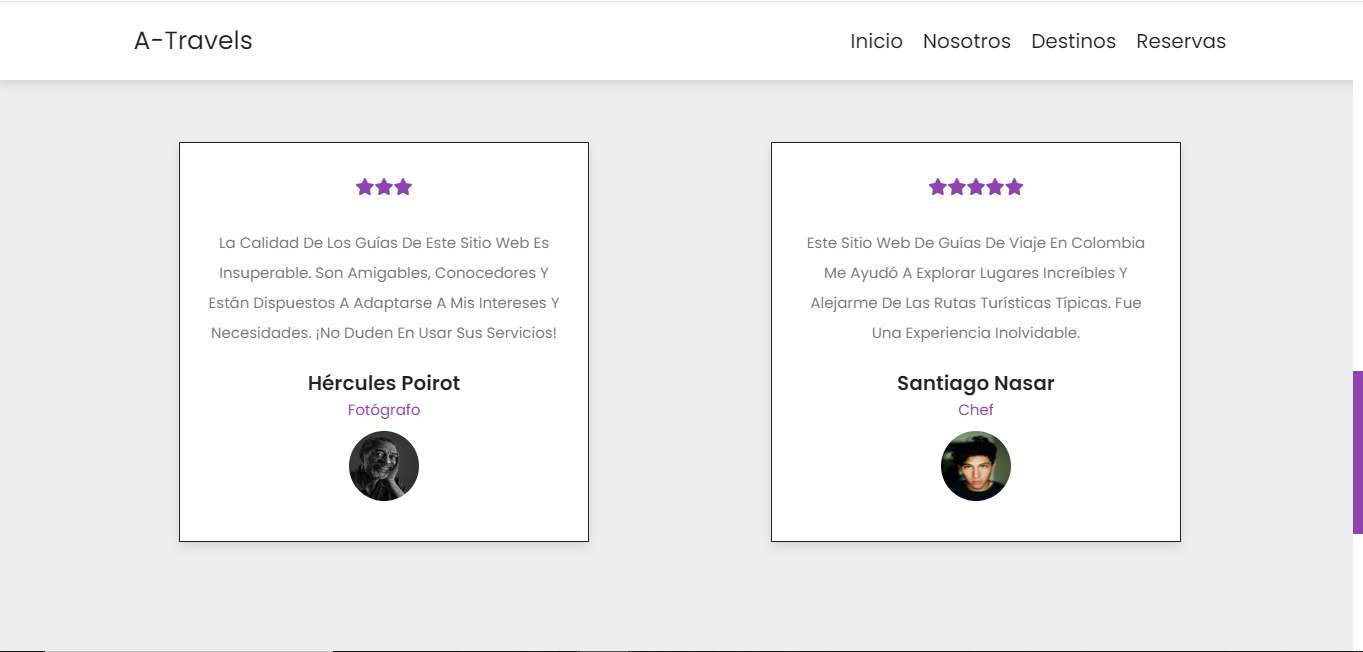 A-Travels
Inicio Nosotros Destinos Reservas
La Calidad De Los Guías De Este Sitio Web Es
Insuperable. Son Amigables, Conocedores Y
Están Dispuestos A Adaptarse A Mis Intereses Y
Necesidades. ¡No Duden En Usar Sus Servicios!
Hércules Poirot
Fotógrafo
Este Sitio Web De Guías De Viaje En Colombia
Me Ayudó A Explorar Lugares Increíbles Y
Alejarme De Las Rutas Turísticas Típicas. Fue
Una Experiencia Inolvidable.
Santiago Nasar
Chef